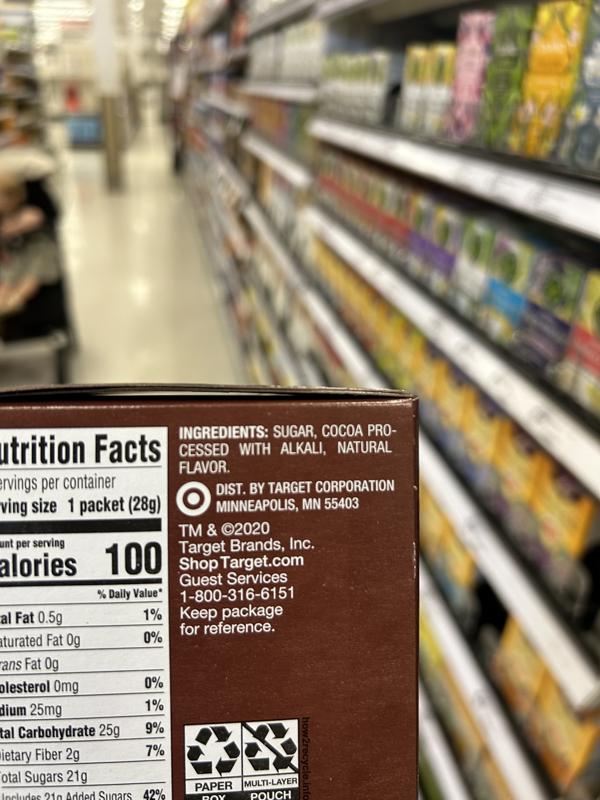 utrition Facts
ervings per container
ving size 1 packet (28g)
unt per serving
alories 100
% Daily Value*
tal Fat 0.5g 1%
aturated Fat 0g 0%
rans Fat 0g
olesterol 0mg 0%
dium 25mg 1%
tal Carbohydrate 25g 9%
ietary Fiber 2g 7%
otal Sugars 21g
ncludes 21g Added Sugars 42%
INGREDIENTS: SUGAR, COCOA PRO-
CESSED WITH ALKALI, NATURAL
FLAVOR.
DIST. BY TARGET CORPORATION
MINNEAPOLIS, MN 55403
TM & ©2020
Target Brands, Inc.
ShopTarget.com
Guest Services
1-800-316-6151
Keep package
for reference.
PAPER
BOX
MULTI-LAYER
POUCH
how2recycle.info